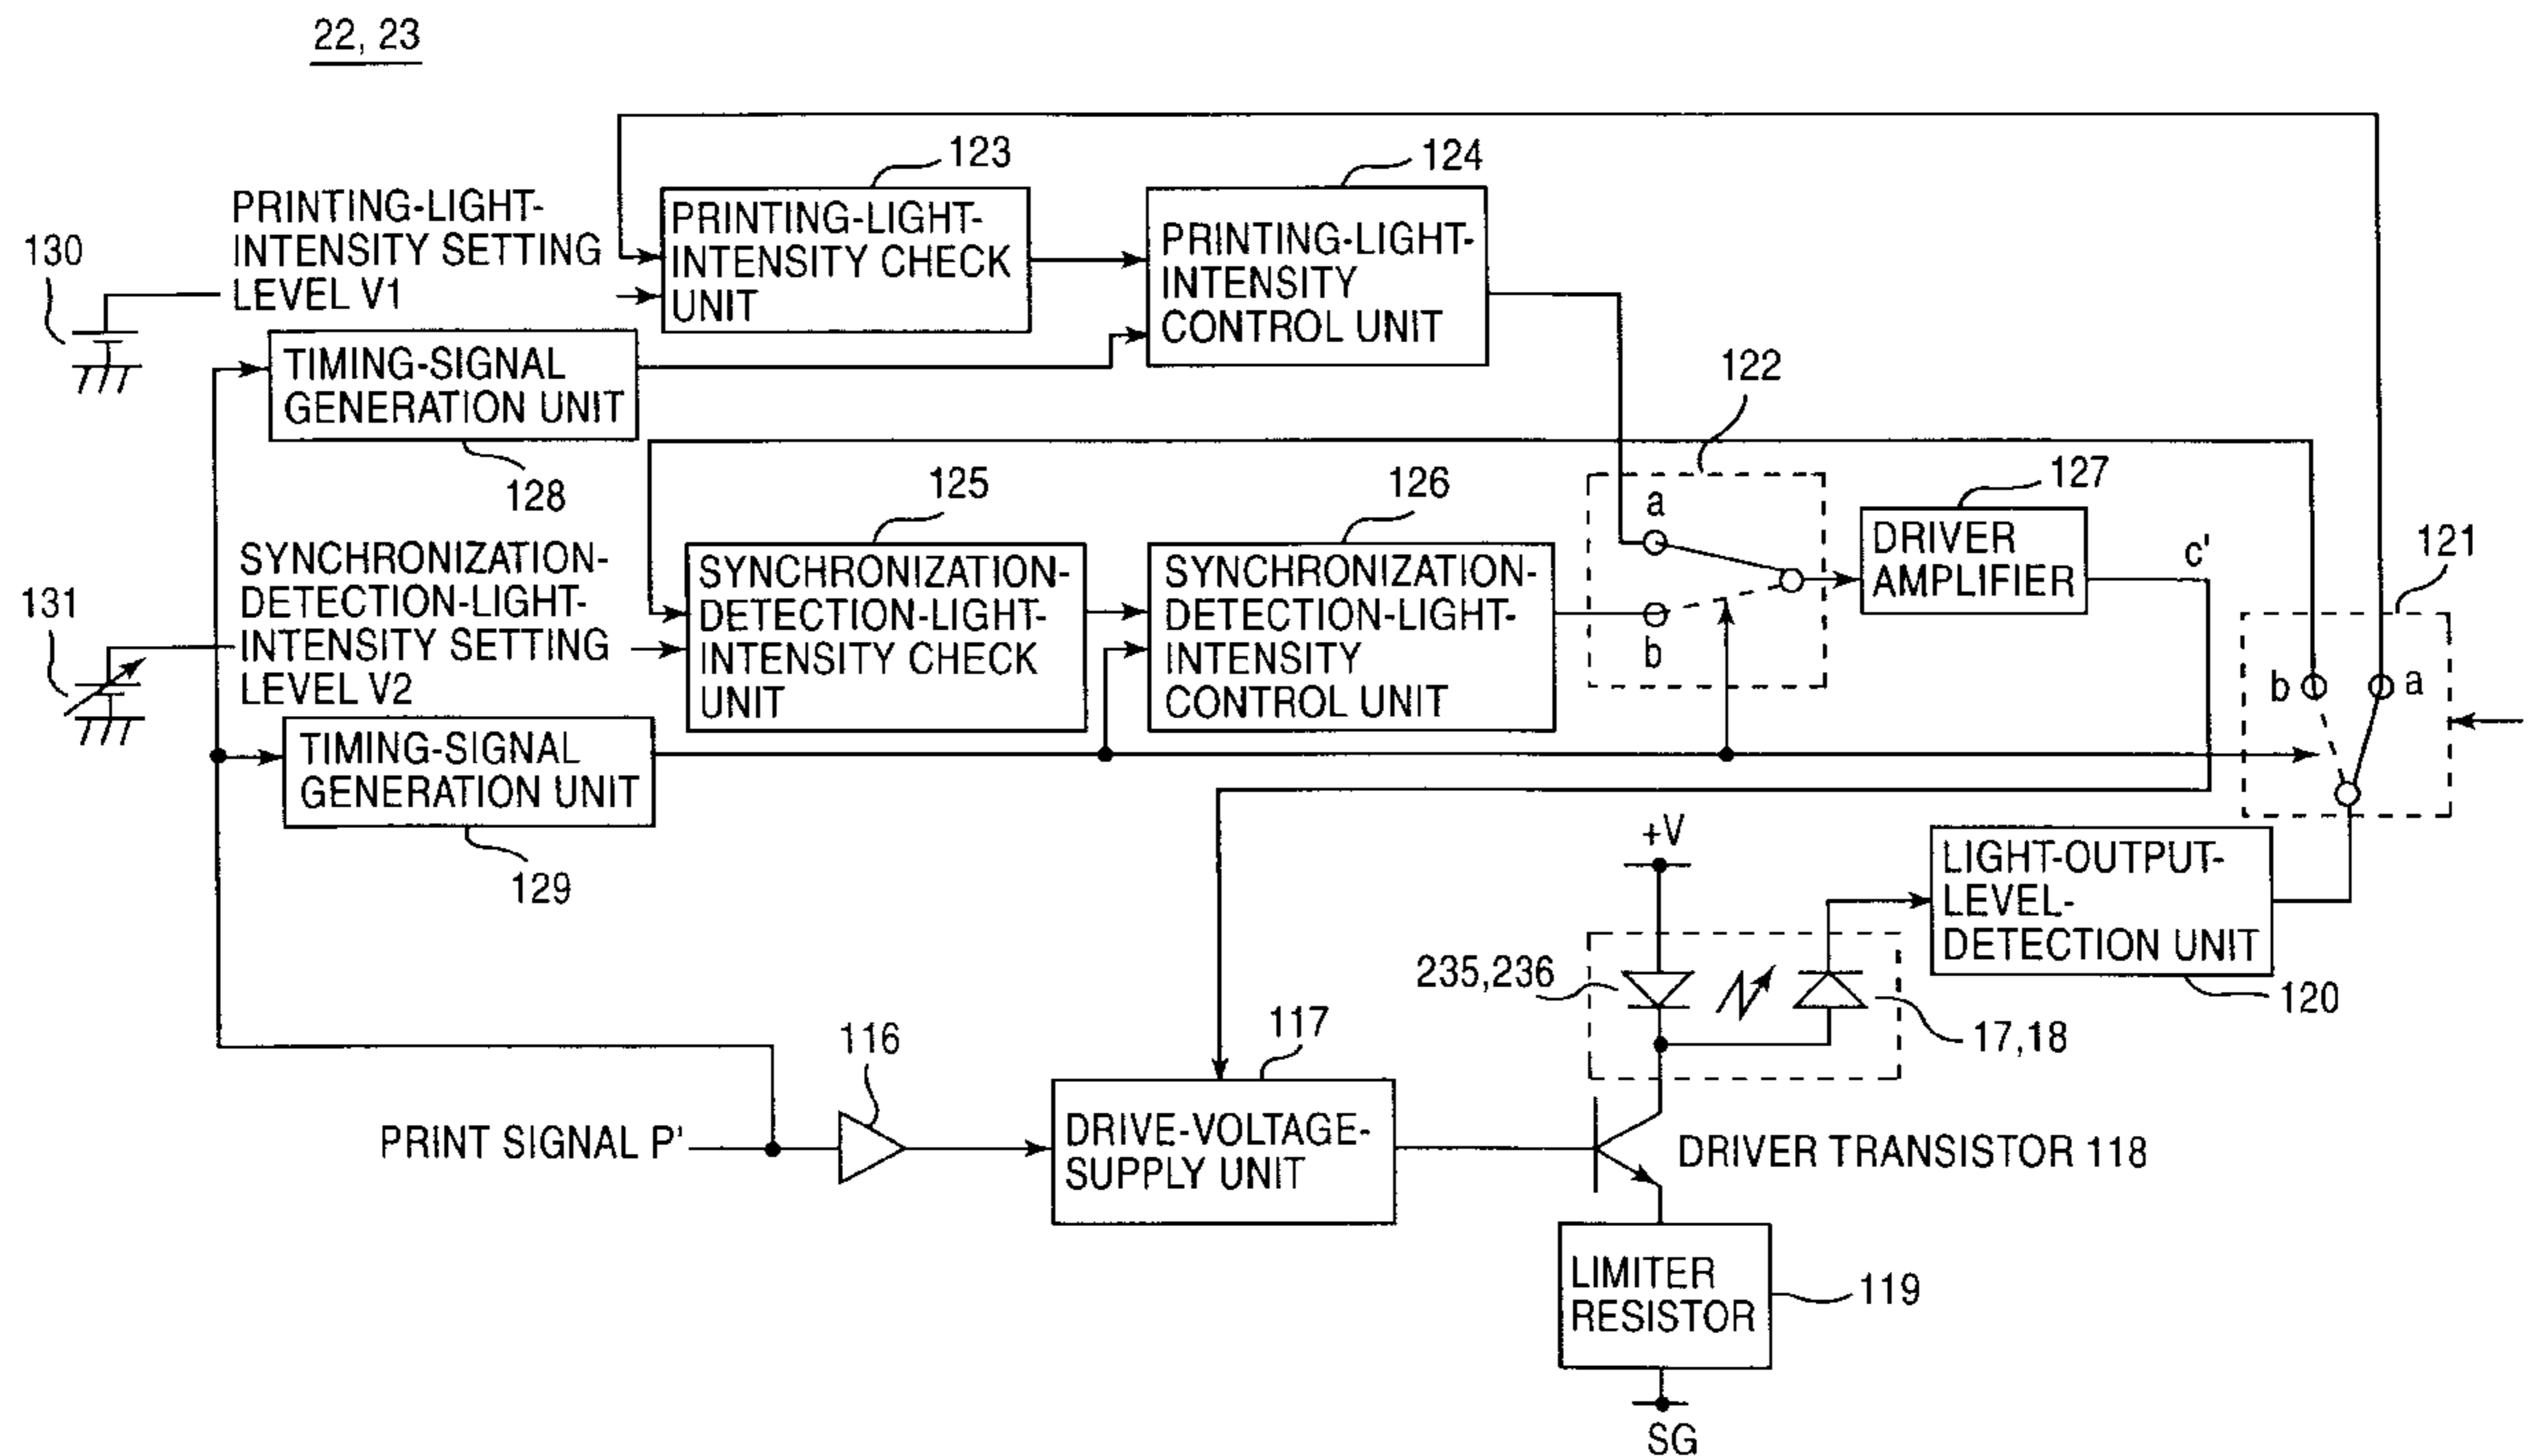 22, 23
123
124
PRINTING-LIGHT-
INTENSITY SETTING
LEVEL V1
130
PRINTING-LIGHT-
INTENSITY CHECK
UNIT
PRINTING-LIGHT-
INTENSITY
CONTROL UNIT
TIMING-SIGNAL
GENERATION UNIT
128
122
125
126
127
a
b
DRIVER
AMPLIFIER
c'
121
SYNCHRONIZATION-
DETECTION-LIGHT-
INTENSITY SETTING
LEVEL V2
131
SYNCHRONIZATION-
DETECTION-LIGHT-
INTENSITY CHECK
UNIT
SYNCHRONIZATION-
DETECTION-LIGHT-
INTENSITY
CONTROL UNIT
b
a
TIMING-SIGNAL
GENERATION UNIT
129
+V
LIGHT-OUTPUT-
LEVEL-
DETECTION UNIT
120
235,236
17,18
116
117
PRINT SIGNAL P'
DRIVE-VOLTAGE-
SUPPLY UNIT
DRIVER TRANSISTOR 118
LIMITER
RESISTOR
119
SG